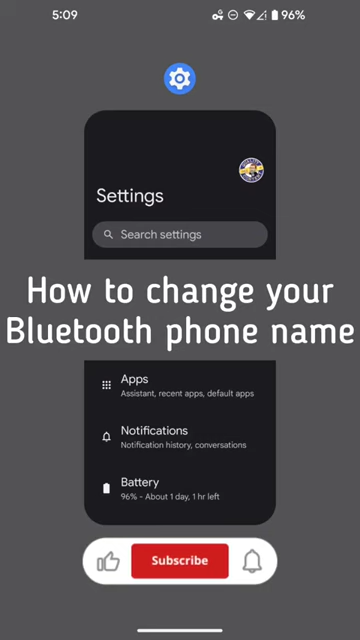 5:09
96%
Settings
Search settings
How to change your
Bluetooth phone name
Apps
Assistant, recent apps, default apps
Notifications
Notification history, conversations
Battery
96% - About 1 day, 1 hr left
Subscribe